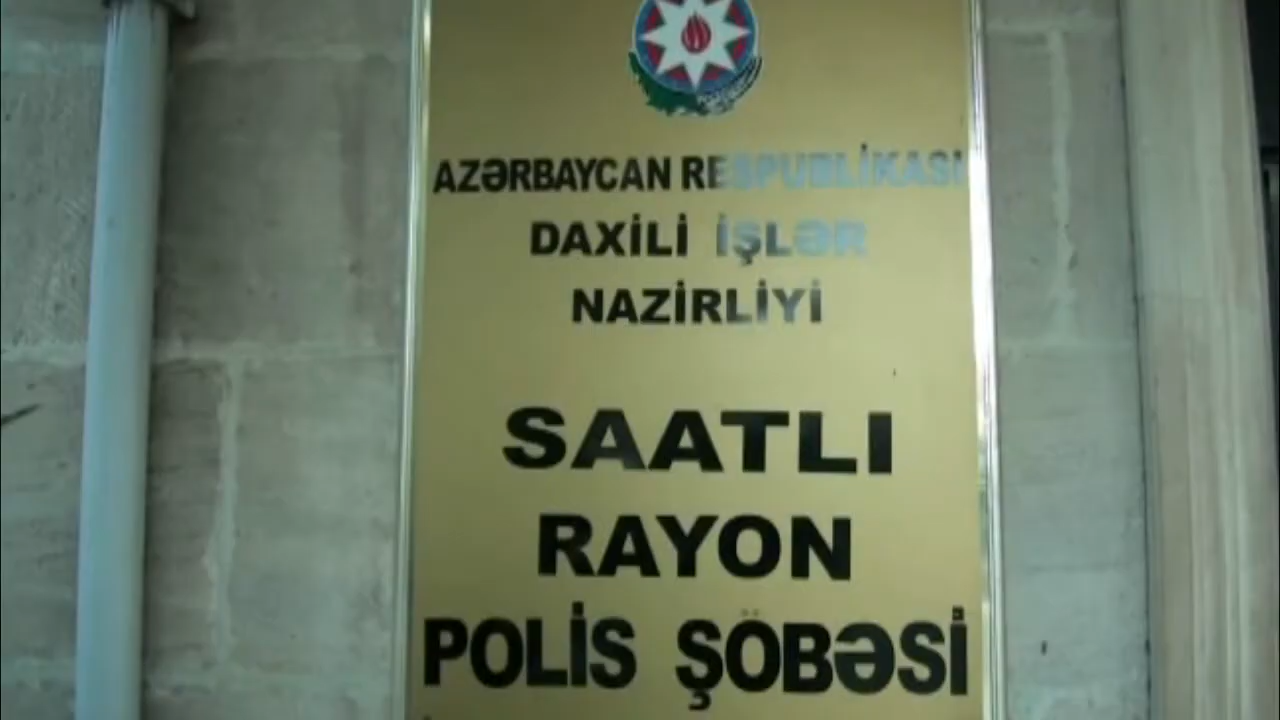 AZƏRBAYCAN RESPUBLİKASI
DAXİLİ İŞLƏR
NAZİRLİYİ
SAATLI
RAYON
POLİS ŞÖBƏSİ